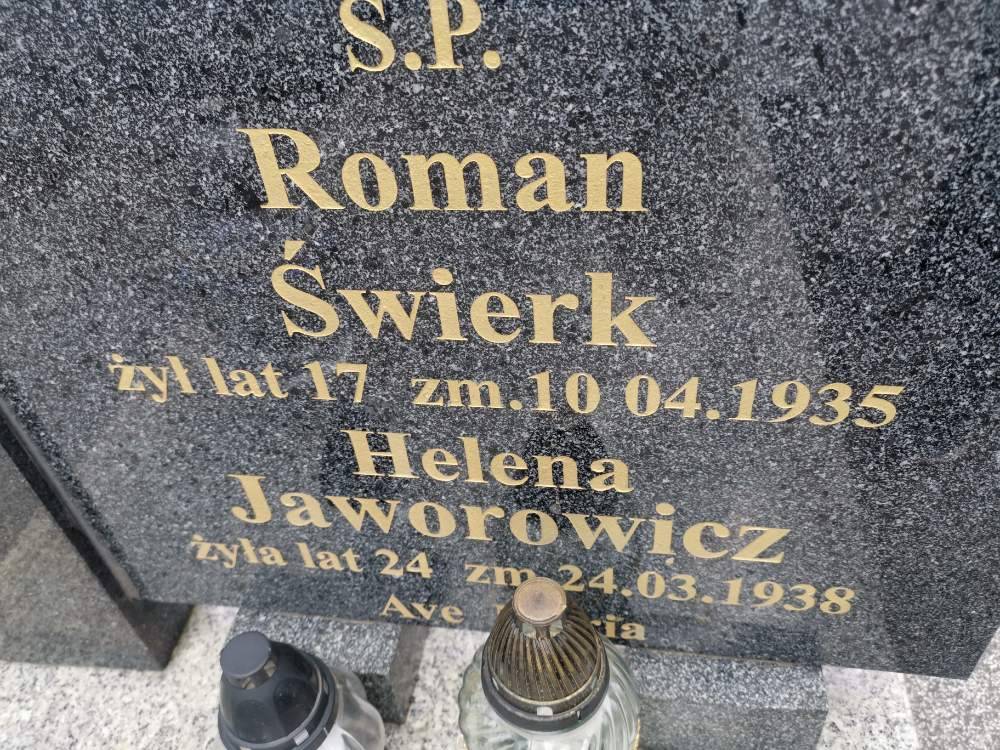 Ś.P.
Roman
Świerk
żył lat 17 zm.10 04.1935
Helena
Jaworowicz
żyła lat 24 zm 24.03.1938
Ave